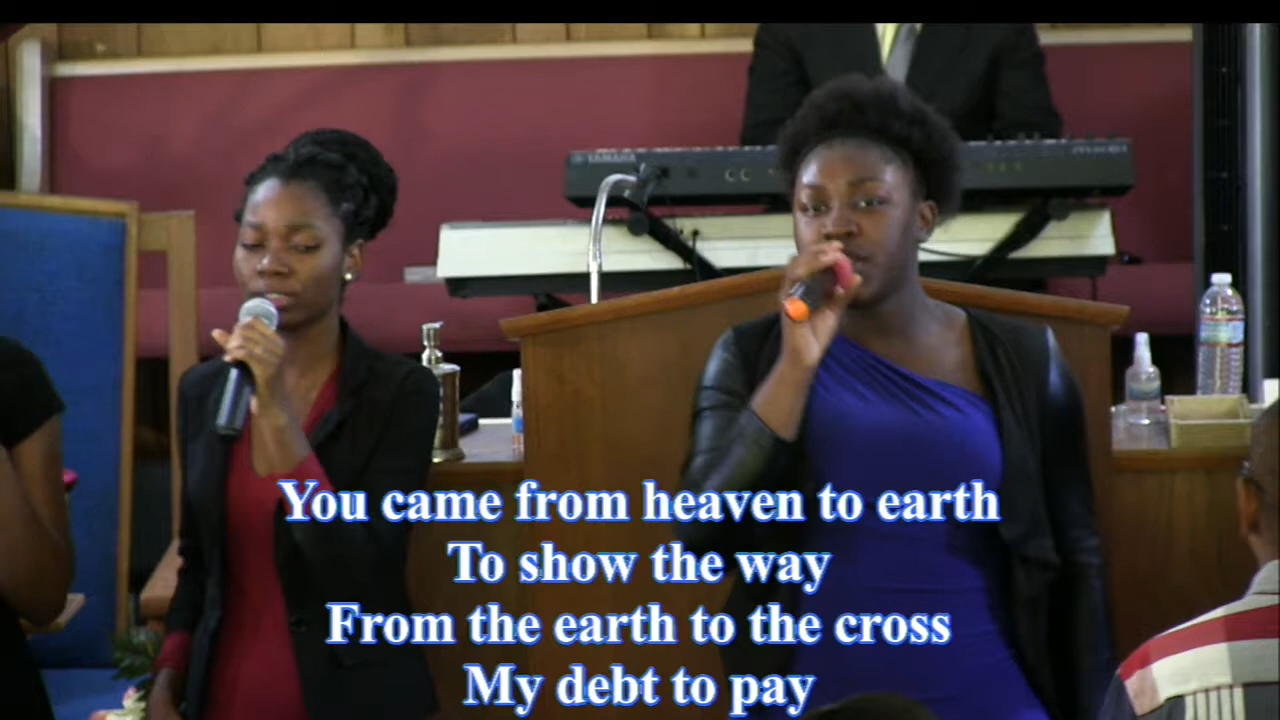 YAMAHA
You came from heaven to earth
To show the way
From the earth to the cross
My debt to pay